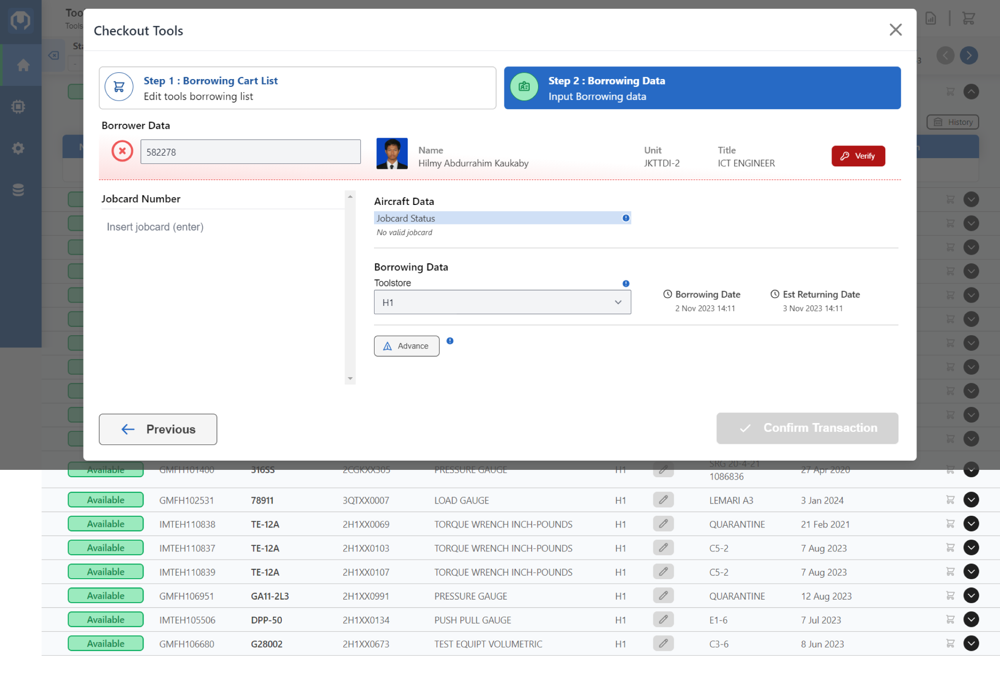 Checkout Tools
Step 1 : Borrowing Cart List
Edit tools borrowing list
Step 2 : Borrowing Data
Input Borrowing data
History
Borrower Data
582278
Name
Hilmy Abdurrahim Kaukaby
Unit
JKTTDI-2
Title
ICT ENGINEER
Verify
Jobcard Number
Insert jobcard (enter)
Aircraft Data
Jobcard Status
No valid jobcard
Borrowing Data
Toolstore
H1
Borrowing Date
2 Nov 2023 14:11
Est Returning Date
3 Nov 2023 14:11
Advance
Previous
Confirm Transaction
Available GMFH101400 316SS 2CGKXX305 PRESSURE GAUGE H1 SRG 20-4-21 27 Apr 2020
1086836
Available GMFH102531 78911 3QTXX0007 LOAD GAUGE H1 LEMARI A3 3 Jan 2024
Available IMTEH110838 TE-12A 2H1XX0069 TORQUE WRENCH INCH-POUNDS H1 QUARANTINE 21 Feb 2021
Available IMTEH110837 TE-12A 2H1XX0103 TORQUE WRENCH INCH-POUNDS H1 C5-2 7 Aug 2023
Available IMTEH110839 TE-12A 2H1XX0107 TORQUE WRENCH INCH-POUNDS H1 C5-2 7 Aug 2023
Available GMFH106951 GA11-2L3 2H1XX0991 PRESSURE GAUGE H1 QUARANTINE 12 Aug 2023
Available IMTEH105506 DPP-50 2H1XX0134 PUSH PULL GAUGE H1 E1-6 7 Jul 2023
Available GMFH106680 G28002 2H1XX0673 TEST EQUIPT VOLUMETRIC H1 C3-6 8 Jun 2023